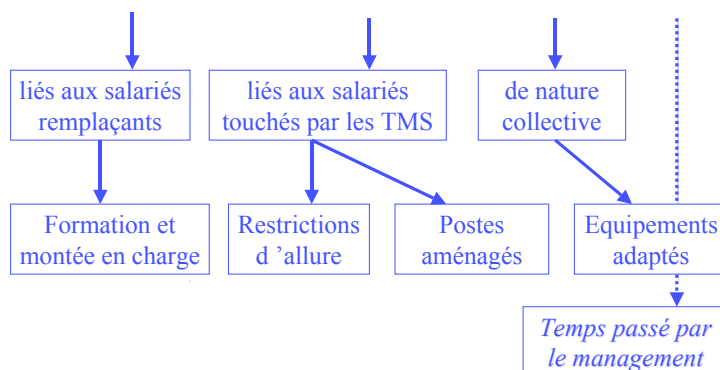 liés aux salariés
remplaçants
liés aux salariés
touchés par les TMS
de nature
collective
Formation et
montée en charge
Restrictions
d ’allure
Postes
aménagés
Equipements
adaptés
Temps passé par
le management